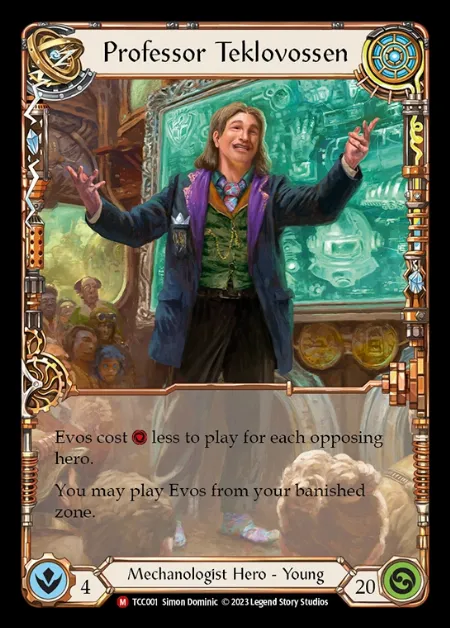 Professor Teklovossen
Evos cost less to play for each opposing
hero.
You may play Evos from your banished
zone.
4
Mechanologist Hero - Young
20
M TCC001 Simon Dominic © 2023 Legend Story Studios